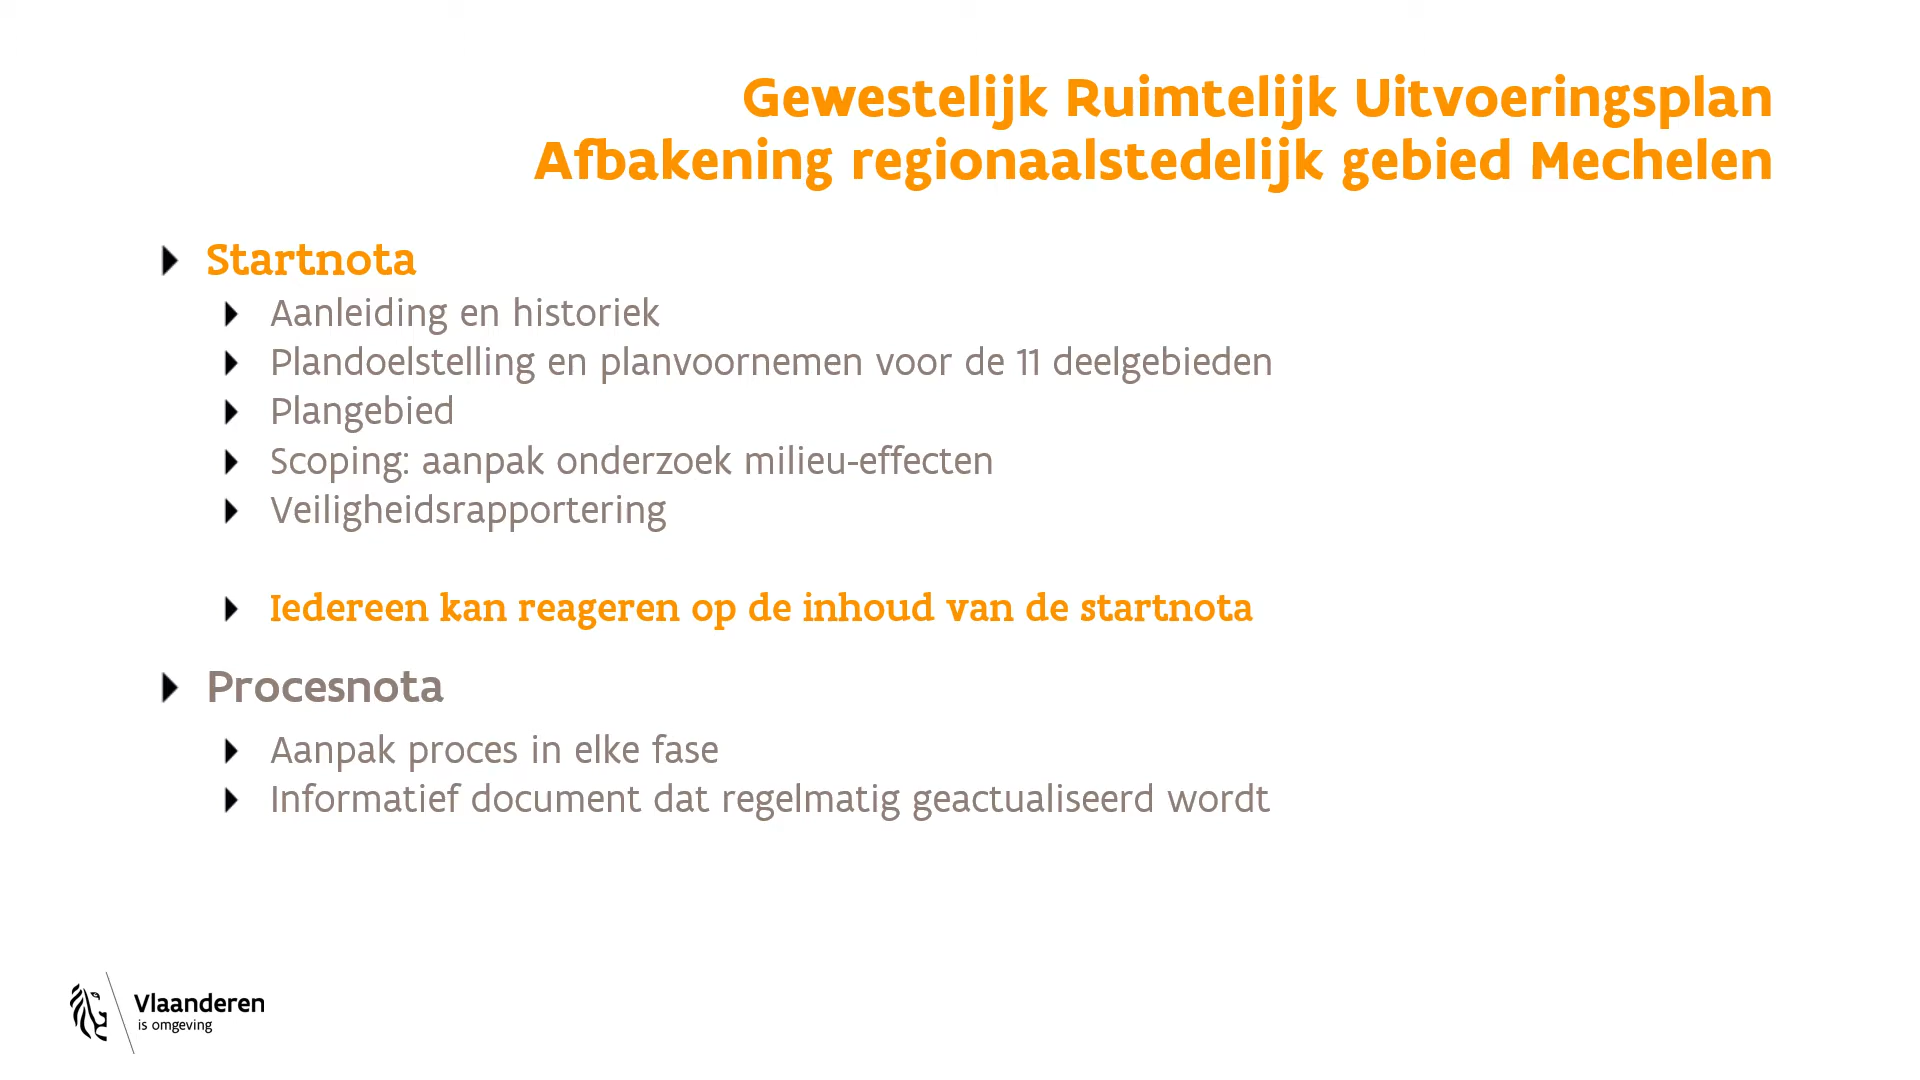 Gewestelijk Ruimtelijk Uitvoeringsplan
Afbakening regionaalstedelijk gebied Mechelen
Startnota
Aanleiding en historiek
Plandoelstelling en planvoornemen voor de 11 deelgebieden
Plangebied
Scoping: aanpak onderzoek milieu-effecten
Veiligheidsrapportering
Iedereen kan reageren op de inhoud van de startnota
Procesnota
Aanpak proces in elke fase
Informatief document dat regelmatig geactualiseerd wordt
Vlaanderen
is omgeving